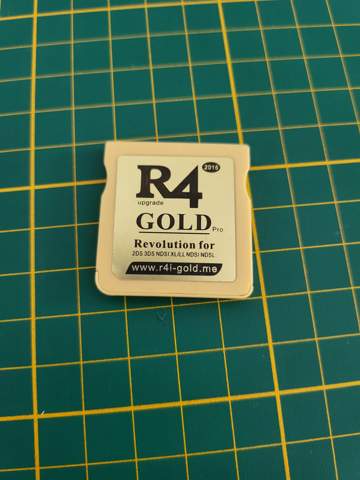 2016
R4
upgrade
GOLD Pro
Revolution for
2DS 3DS NDSI XL/LL NDSI NDSL
www.r4i-gold.me